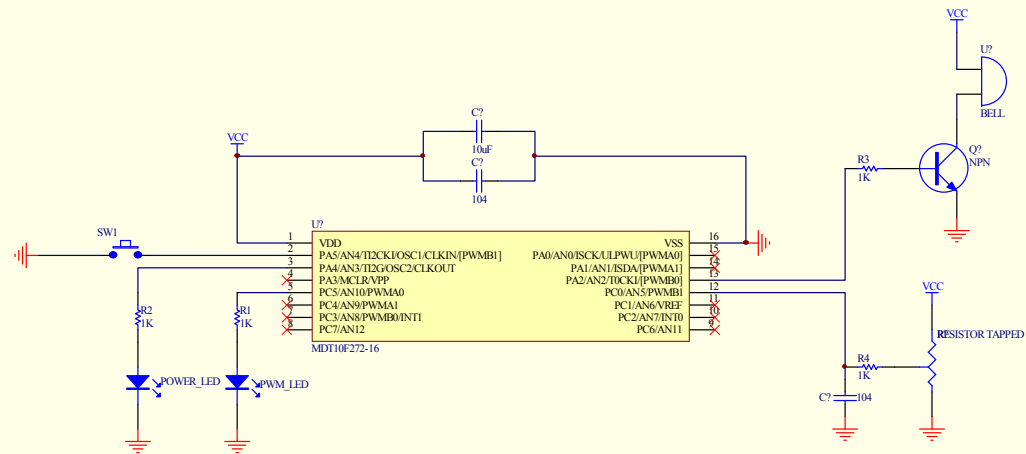 VCC
U?
BELL
C?
10uF
C?
104
VCC
R3
1K
Q?
NPN
SW1
U?
1 VDD
2 PA5/AN4/TI2CKI/OSC1/CLKIN/[PWMB1]
3 PA4/AN3/TI2G/OSC2/CLKOUT
4 PA3/MCLR/VPP
5 PC5/AN10/PWMA0
6 PC4/AN9/PWMA1
7 PC3/AN8/PWMB0/INT1
8 PC7/AN12
VSS 16
PA0/AN0/ISCK/ULPWU/[PWMA0] 15
PA1/AN1/ISDA/[PWMA1] 14
PA2/AN2/T0CKI/[PWMB0] 13
PC0/AN5/PWMB1 12
PC1/AN6/VREF 11
PC2/AN7/INT0 10
PC6/AN11 9
MDT10F272-16
R2
1K
R1
1K
POWER_LED
PWM_LED
VCC
RESISTOR TAPPED
R4
1K
C?
104